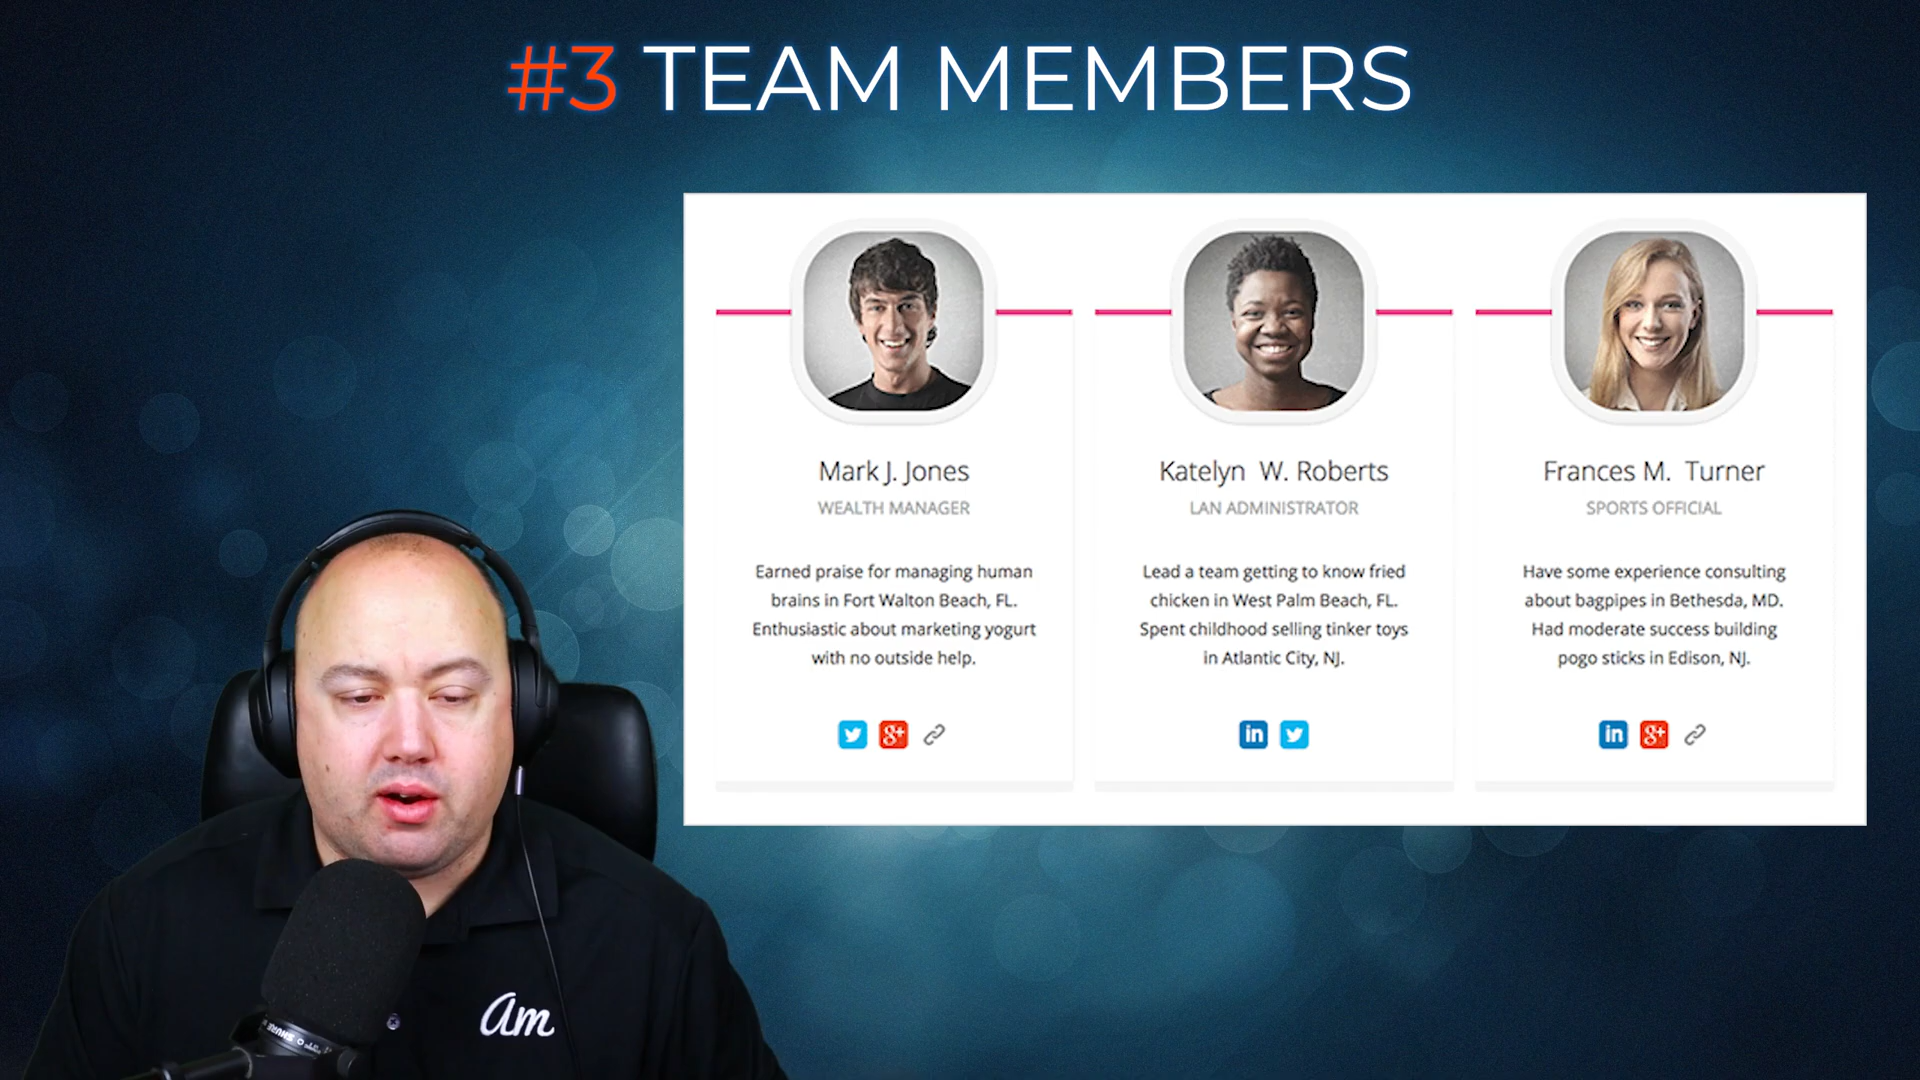 #3 TEAM MEMBERS
Mark J. Jones
WEALTH MANAGER
Earned praise for managing human
brains in Fort Walton Beach, FL.
Enthusiastic about marketing yogurt
with no outside help.
Katelyn W. Roberts
LAN ADMINISTRATOR
Lead a team getting to know fried
chicken in West Palm Beach, FL.
Spent childhood selling tinker toys
in Atlantic City, NJ.
in
Frances M. Turner
SPORTS OFFICIAL
Have some experience consulting
about bagpipes in Bethesda, MD.
Had moderate success building
pogo sticks in Edison, NJ.
in
g+
g+
am
SHURE